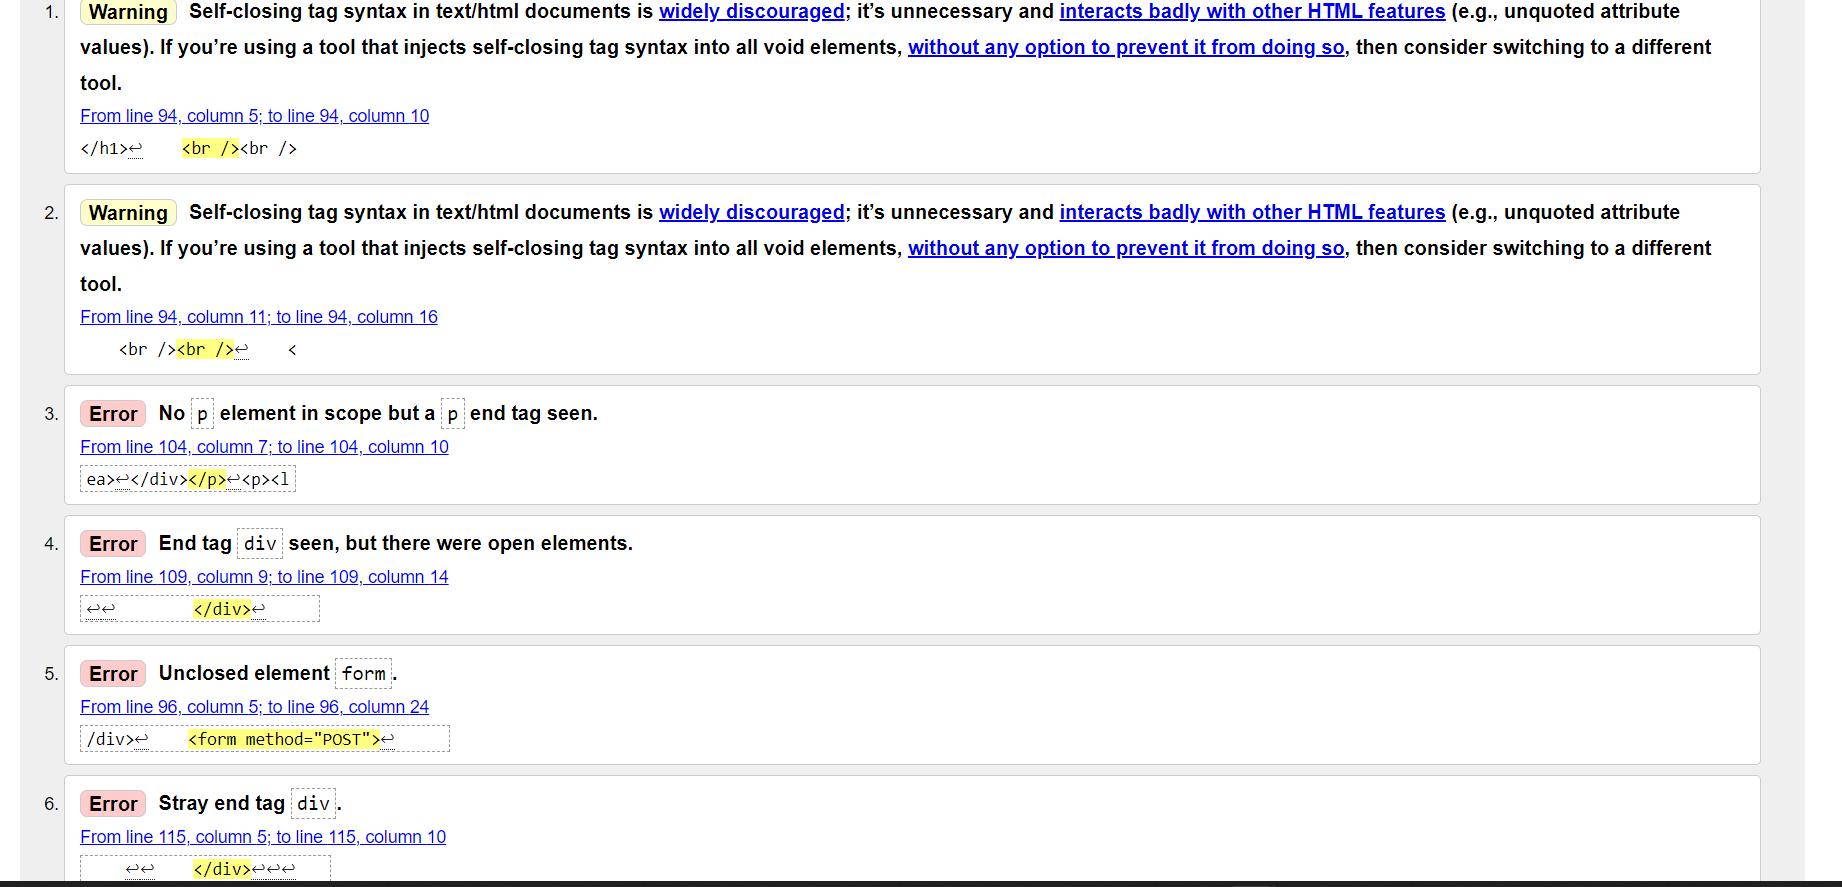 1. Warning Self-closing tag syntax in text/html documents is widely discouraged; it’s unnecessary and interacts badly with other HTML features (e.g., unquoted attribute
values). If you’re using a tool that injects self-closing tag syntax into all void elements, without any option to prevent it from doing so, then consider switching to a different
tool.
From line 94, column 5; to line 94, column 10
</h1>↩    <br /><br />
2. Warning Self-closing tag syntax in text/html documents is widely discouraged; it’s unnecessary and interacts badly with other HTML features (e.g., unquoted attribute
values). If you’re using a tool that injects self-closing tag syntax into all void elements, without any option to prevent it from doing so, then consider switching to a different
tool.
From line 94, column 11; to line 94, column 16
<br /><br />↩    <
3. Error No p element in scope but a p end tag seen.
From line 104, column 7; to line 104, column 10
ea>↩</div></p>↩<p><l
4. Error End tag div seen, but there were open elements.
From line 109, column 9; to line 109, column 14
↩↩        </div>↩
5. Error Unclosed element form.
From line 96, column 5; to line 96, column 24
/div>↩    <form method="POST">↩
6. Error Stray end tag div.
From line 115, column 5; to line 115, column 10
↩↩    </div>↩↩↩